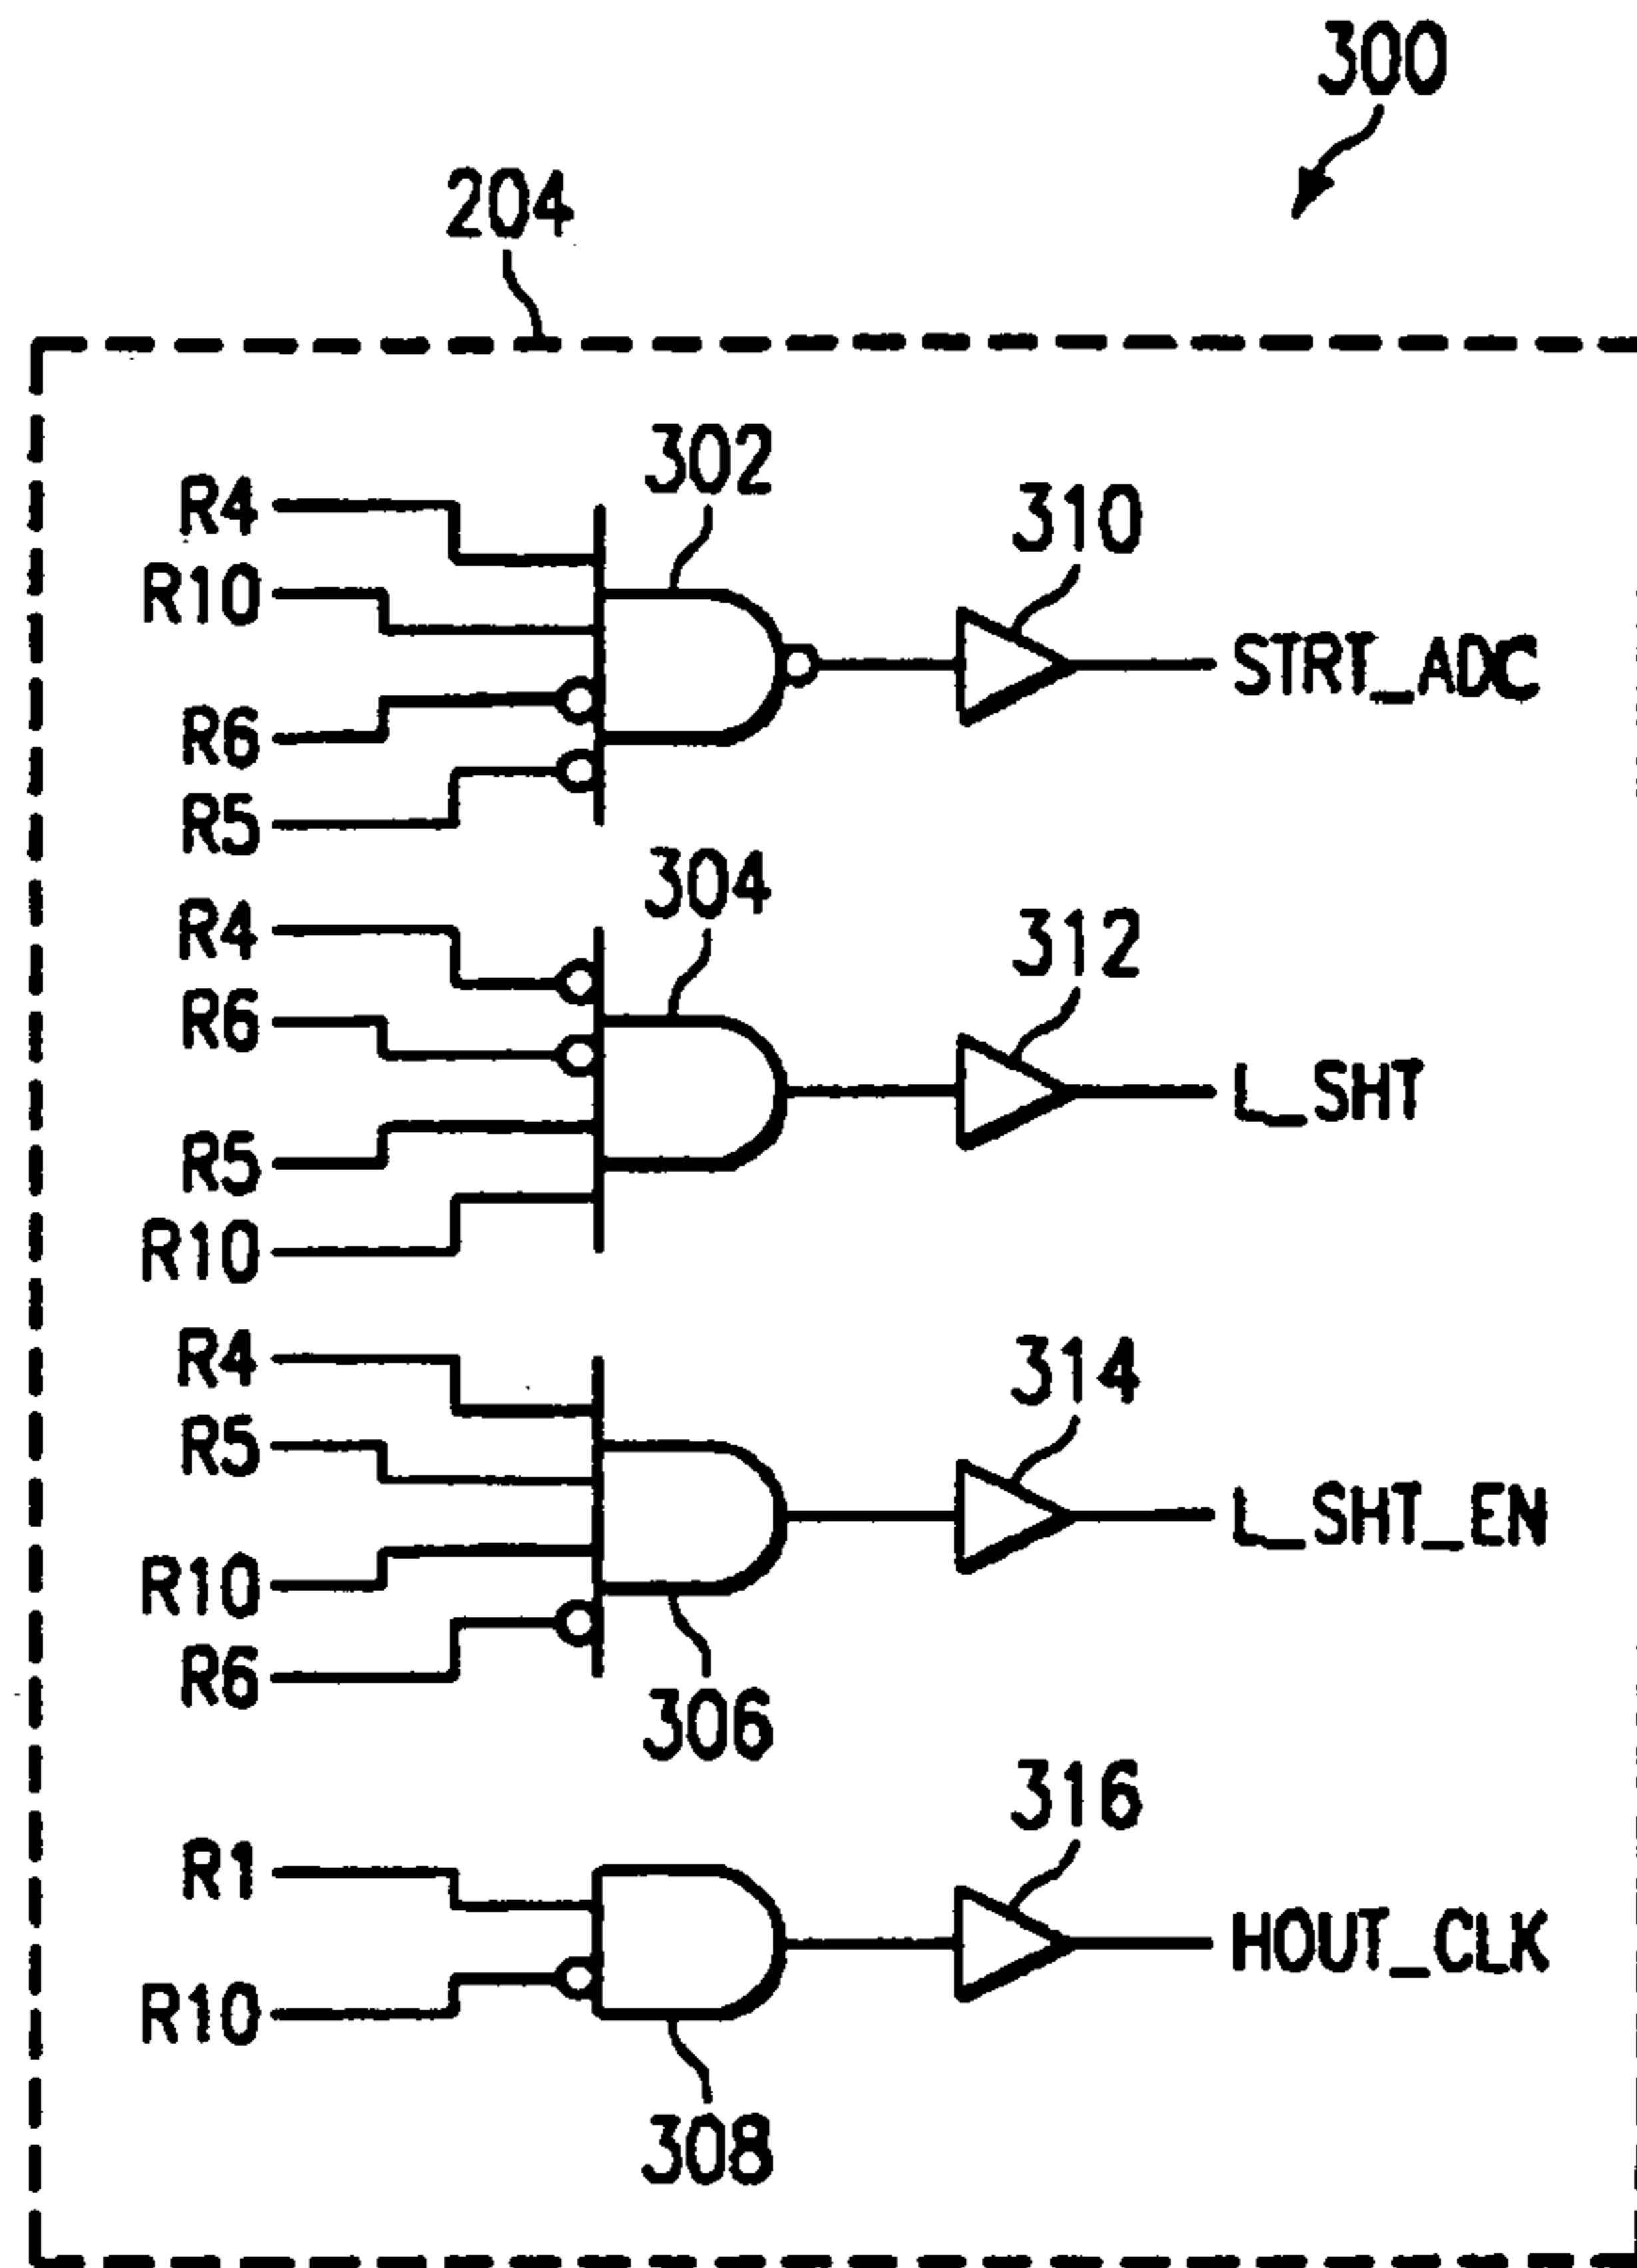 300
204
302
R4
310
R10
STRT_ADC
R6
R5
304
R4
312
R6
L_SHT
R5
R10
R4
314
R5
L_SHT_EN
R10
R6
306
316
R1
HOUT_CLK
R10
308